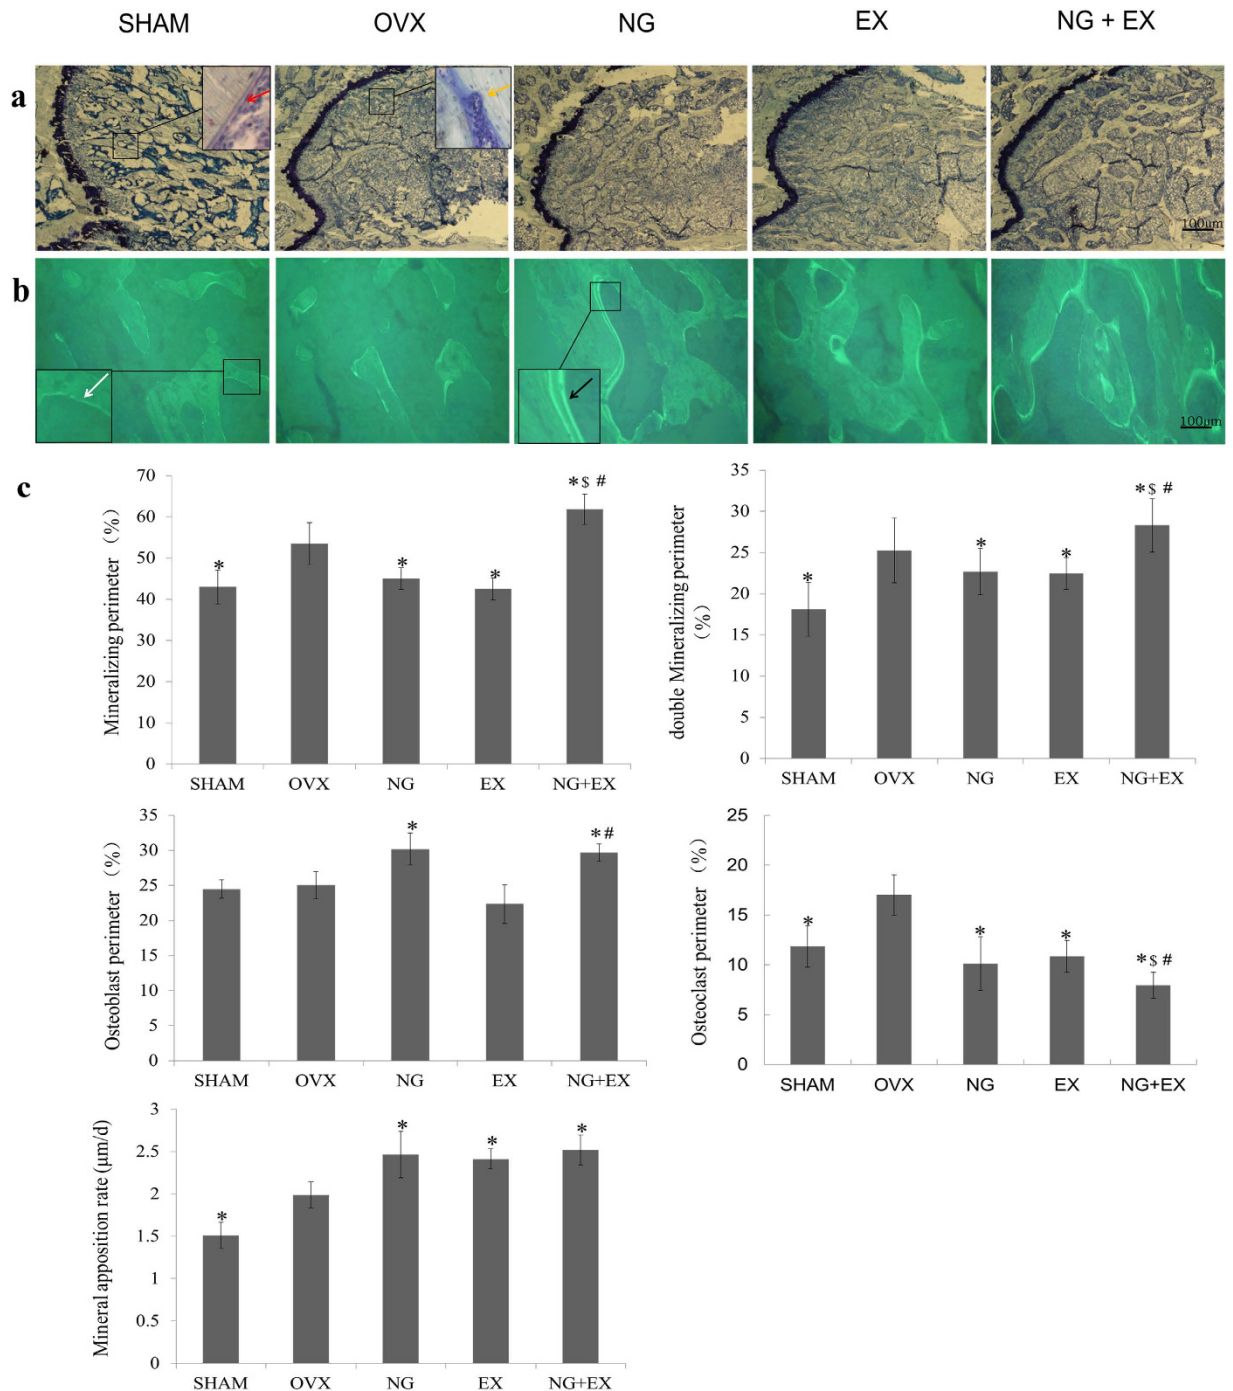 SHAM OVX NG EX NG + EX
a
100μm
b
100μm
c
Mineralizing perimeter (%)
70
60
50
40
30
20
10
0
* * * *$ #
SHAM OVX NG EX NG+EX
double Mineralizing perimeter
(%)
35
30
25
20
15
10
5
0
* * * *$ #
SHAM OVX NG EX NG+EX
Osteoblast perimeter (%)
35
30
25
20
15
10
5
0
* *#
SHAM OVX NG EX NG+EX
Osteoclast perimeter (%)
25
20
15
10
5
0
* * * *$ #
SHAM OVX NG EX NG+EX
Mineral apposition rate (μm/d)
3
2.5
2
1.5
1
0.5
0
* * * *
SHAM OVX NG EX NG+EX